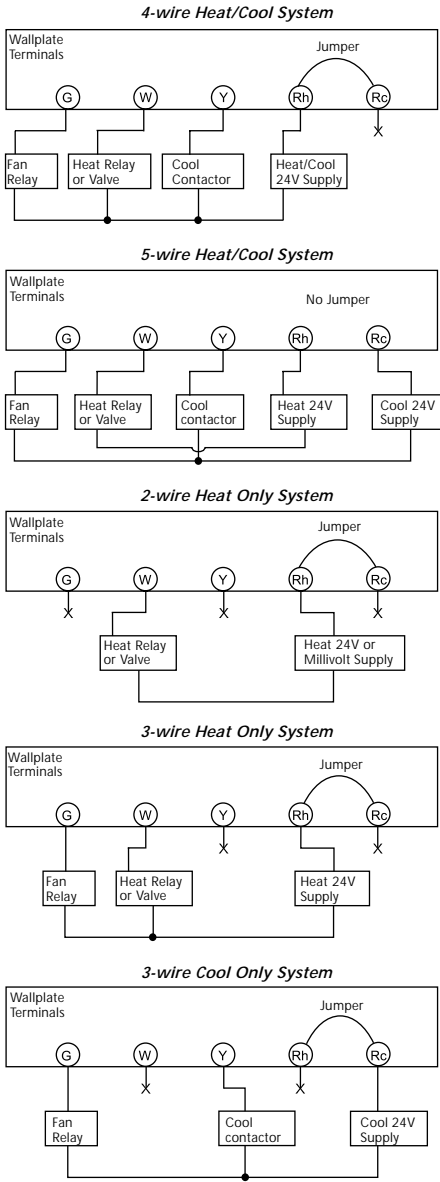 4-wire Heat/Cool System
Wallplate
Terminals
Jumper
G W Y Rh Rc
X
Fan
Relay
Heat Relay
or Valve
Cool
Contactor
Heat/Cool
24V Supply
5-wire Heat/Cool System
Wallplate
Terminals
No Jumper
G W Y Rh Rc
Fan
Relay
Heat Relay
or Valve
Cool
contactor
Heat 24V
Supply
Cool 24V
Supply
2-wire Heat Only System
Wallplate
Terminals
Jumper
G W Y Rh Rc
X X X
Heat Relay
or Valve
Heat 24V or
Millivolt Supply
3-wire Heat Only System
Wallplate
Terminals
Jumper
G W Y Rh Rc
X X
Fan
Relay
Heat Relay
or Valve
Heat 24V
Supply
3-wire Cool Only System
Wallplate
Terminals
Jumper
G W Y Rh Rc
X X
Fan
Relay
Cool
contactor
Cool 24V
Supply